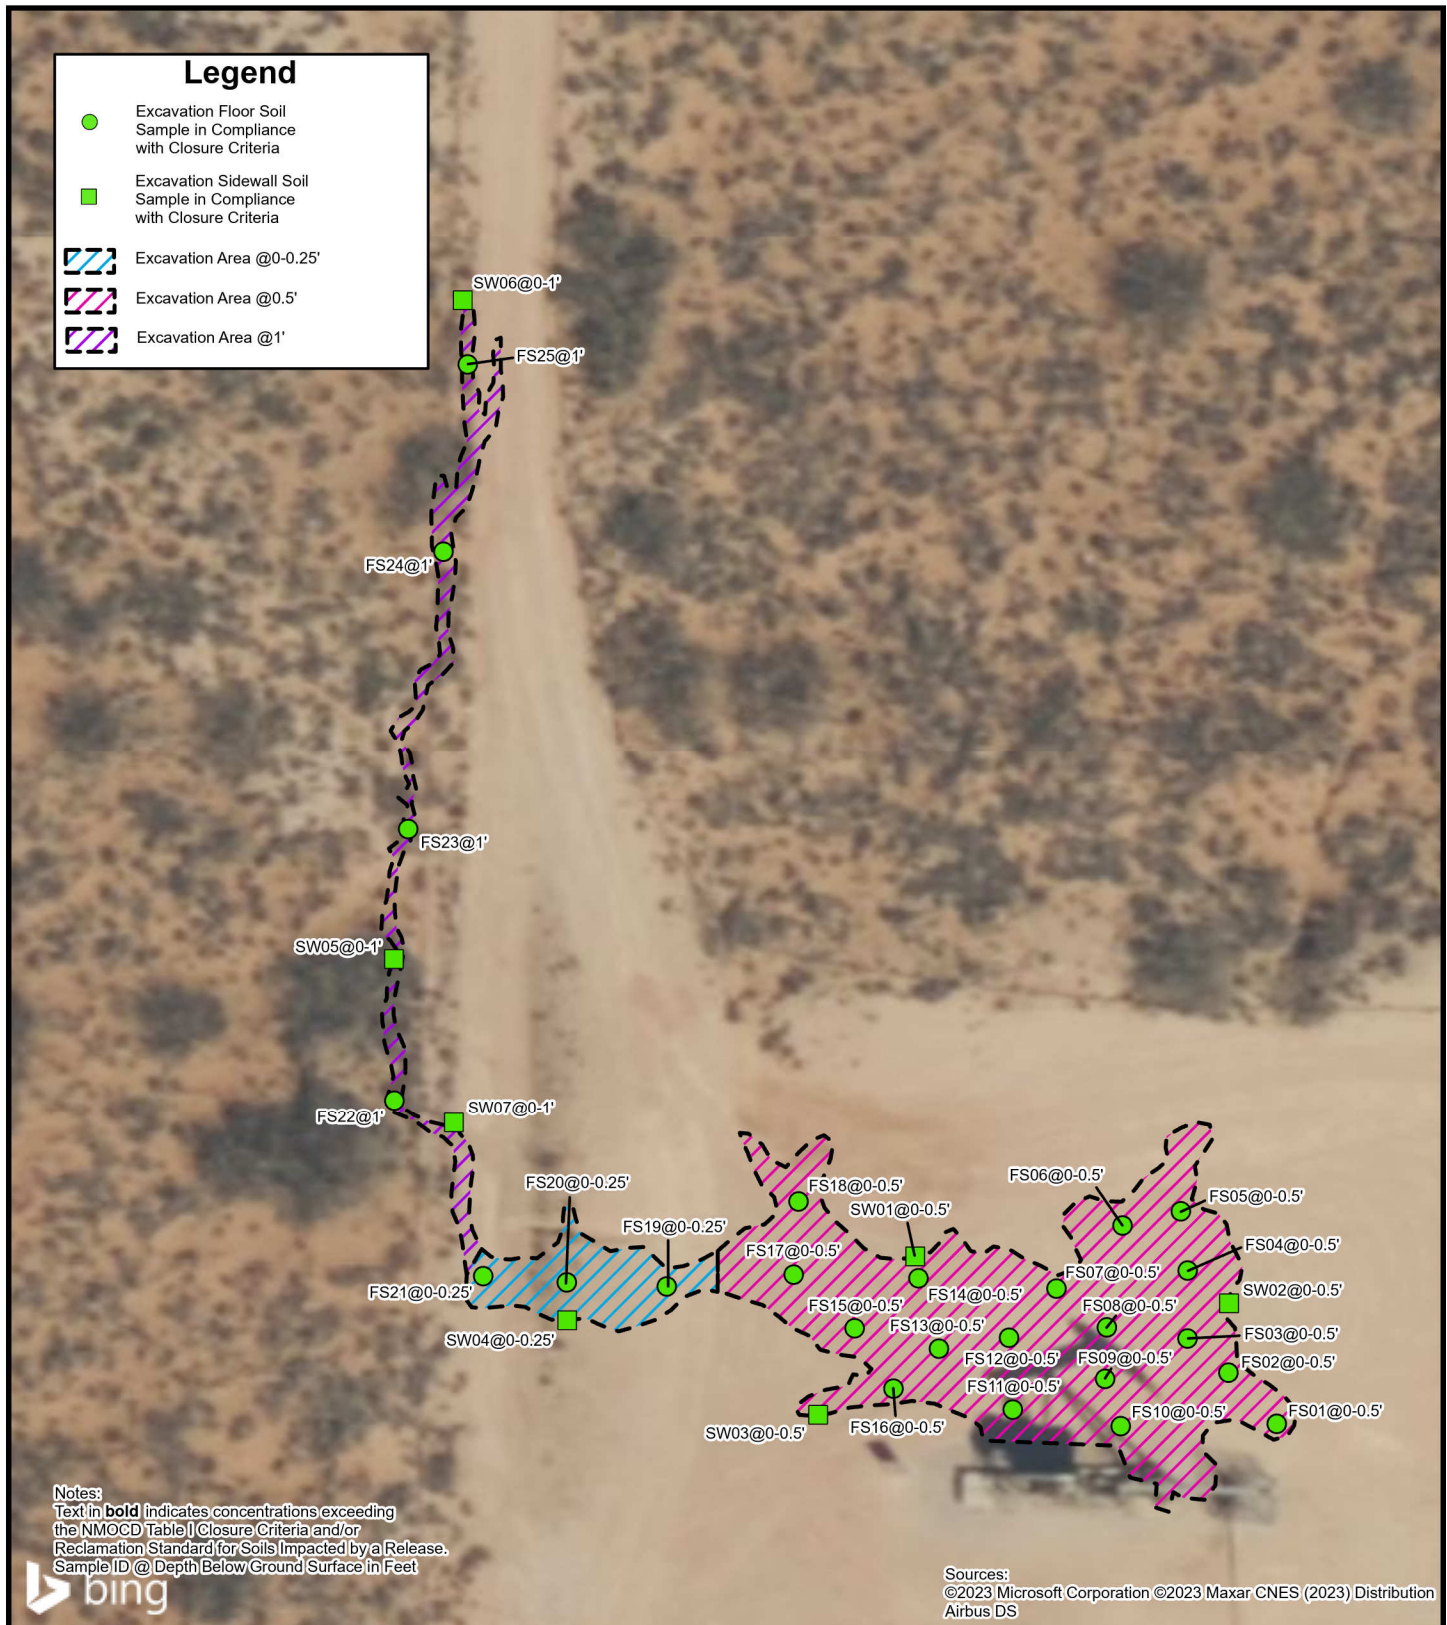 Legend
Excavation Floor Soil
Sample in Compliance
with Closure Criteria
Excavation Sidewall Soil
Sample in Compliance
with Closure Criteria
Excavation Area @0-0.25'
Excavation Area @0.5'
Excavation Area @1'
SW06@0-1'
FS25@1'
FS24@1'
FS23@1'
SW05@0-1'
FS22@1'
SW07@0-1'
FS20@0-0.25'
FS19@0-0.25'
FS21@0-0.25'
SW04@0-0.25'
FS18@0-0.5'
SW01@0-0.5'
FS17@0-0.5'
FS14@0-0.5'
FS15@0-0.5'
FS13@0-0.5'
FS06@0-0.5'
FS05@0-0.5'
FS04@0-0.5'
FS07@0-0.5'
SW02@0-0.5'
FS08@0-0.5'
FS03@0-0.5'
FS12@0-0.5'
FS09@0-0.5'
FS02@0-0.5'
FS11@0-0.5'
FS10@0-0.5'
FS01@0-0.5'
FS16@0-0.5'
SW03@0-0.5'
Notes:
Text in bold indicates concentrations exceeding
the NMOCD Table I Closure Criteria and/or
Reclamation Standard for Soils Impacted by a Release.
Sample ID @ Depth Below Ground Surface in Feet
bing
Sources:
©2023 Microsoft Corporation ©2023 Maxar CNES (2023) Distribution
Airbus DS